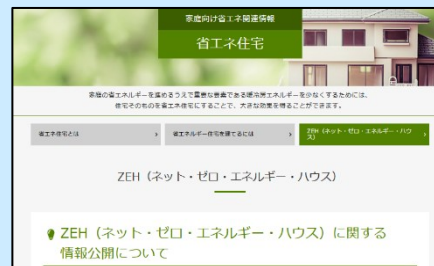 家庭向け省エネ関連情報
省エネ住宅
家庭の省エネルギーを進めるうえで重要な要素である暖冷房エネルギーを少なくするためには、
住宅そのものを省エネ住宅にすることで、大きな効果を得ることができます。
省エネ住宅とは
省エネルギー住宅を建てるには
ZEH（ネット・ゼロ・エネルギー・ハウ
ス）
ZEH（ネット・ゼロ・エネルギー・ハウス）
ZEH（ネット・ゼロ・エネルギー・ハウス）に関する
情報公開について